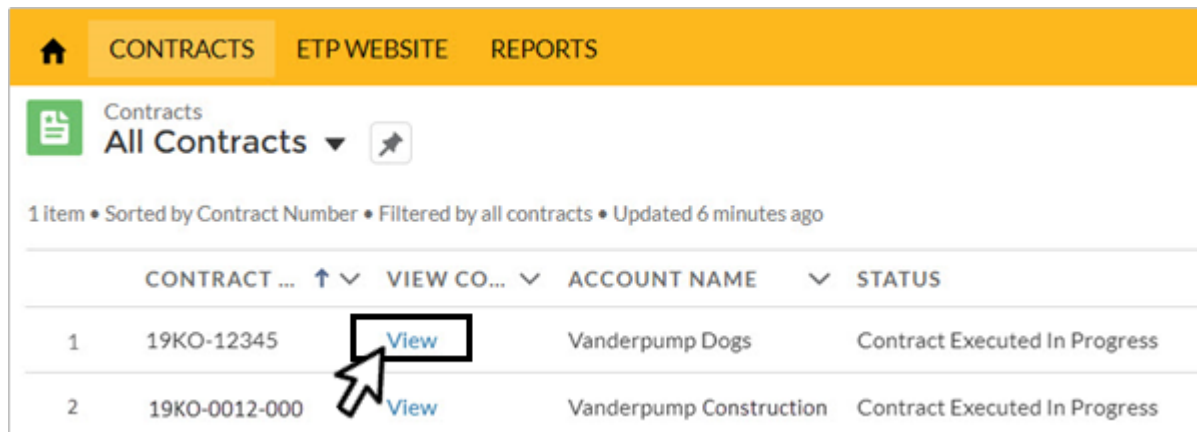 CONTRACTS ETP WEBSITE REPORTS
Contracts
All Contracts
1 item • Sorted by Contract Number • Filtered by all contracts • Updated 6 minutes ago
CONTRACT ... VIEW CO... ACCOUNT NAME STATUS
1 19KO-12345 View Vanderpump Dogs Contract Executed In Progress
2 19KO-0012-000 View Vanderpump Construction Contract Executed In Progress